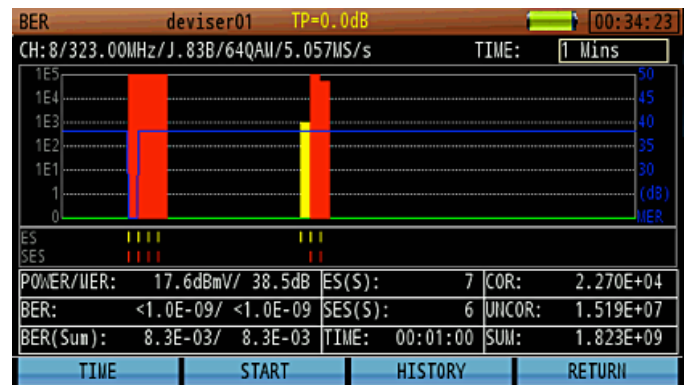 BER deviser01 TP=0.0dB 00:34:23
CH:8/323.00MHz/J.83B/64QAM/5.057MS/s TIME: 1 Mins
1E5 50
1E4 45
1E3 40
1E2 35
1E1 30
1 (dB)
0 MER
ES
SES
POWER/MER: 17.6dBmV/ 38.5dB ES(S): 7 COR: 2.270E+04
BER: <1.0E-09/ <1.0E-09 SES(S): 6 UNCOR: 1.519E+07
BER(Sum): 8.3E-03/ 8.3E-03 TIME: 00:01:00 SUM: 1.823E+09
TIME START HISTORY RETURN